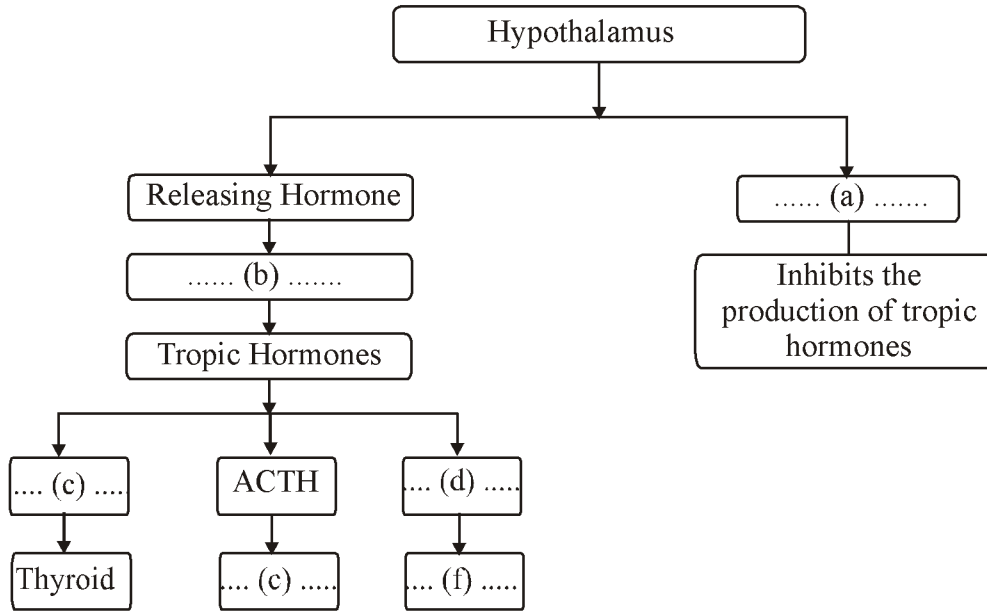 Hypothalamus
Releasing Hormone
...... (a) .......
...... (b) .......
Inhibits the
production of tropic
hormones
Tropic Hormones
.... (c) .....
ACTH
.... (d) .....
Thyroid
.... (c) .....
.... (f) .....